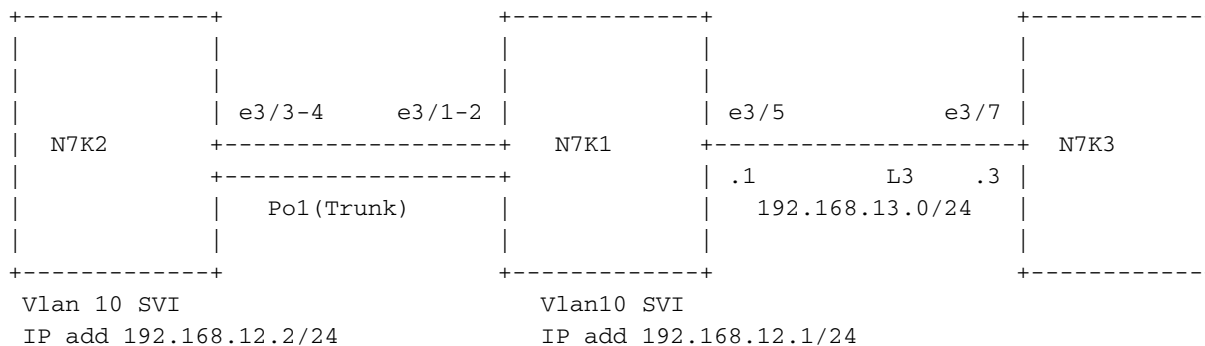 e3/3-4 e3/1-2 e3/5 e3/7
N7K2 N7K1 N7K3
.1 L3 .3
Po1(Trunk) 192.168.13.0/24
Vlan 10 SVI Vlan10 SVI
IP add 192.168.12.2/24 IP add 192.168.12.1/24